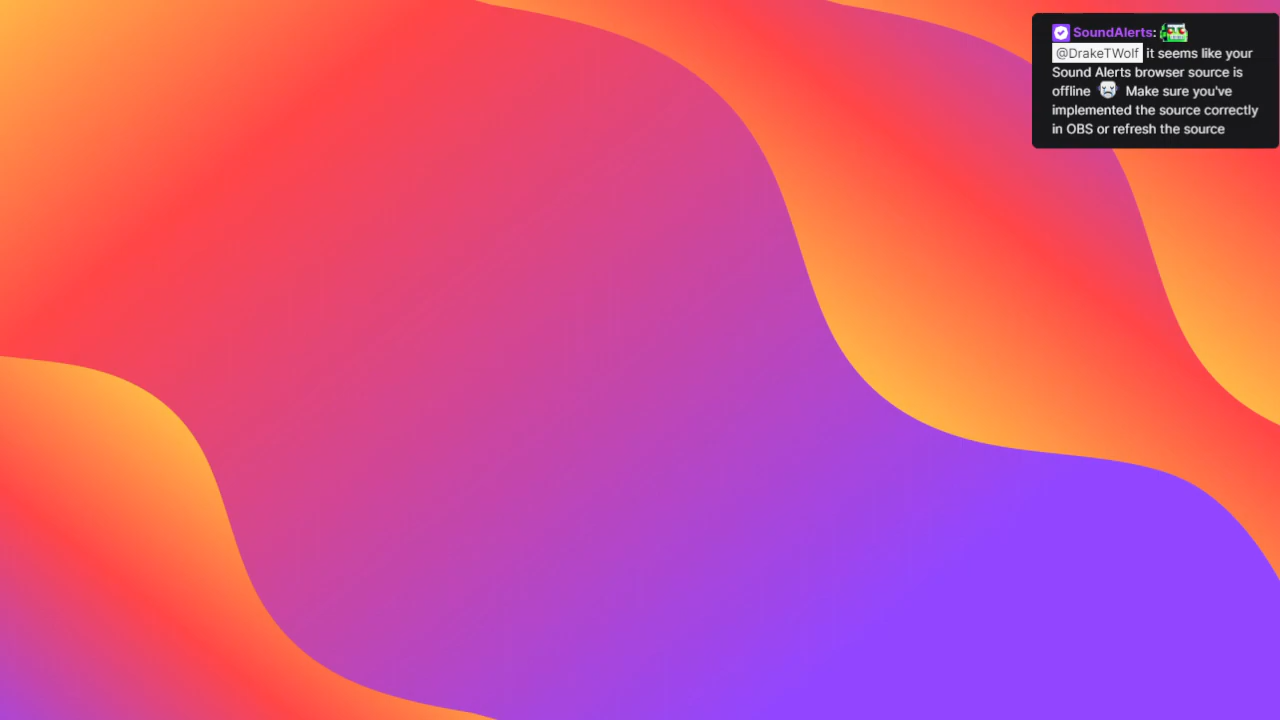 SoundAlerts:
@DrakeTWolf it seems like your
Sound Alerts browser source is
offline Make sure you've
implemented the source correctly
in OBS or refresh the source